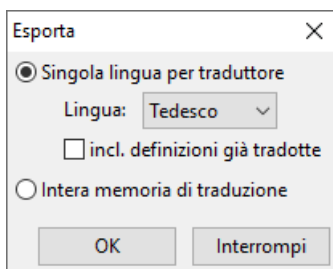 Esporta
Singola lingua per traduttore
Lingua: Tedesco
incl. definizioni già tradotte
Intera memoria di traduzione
OK Interrompi